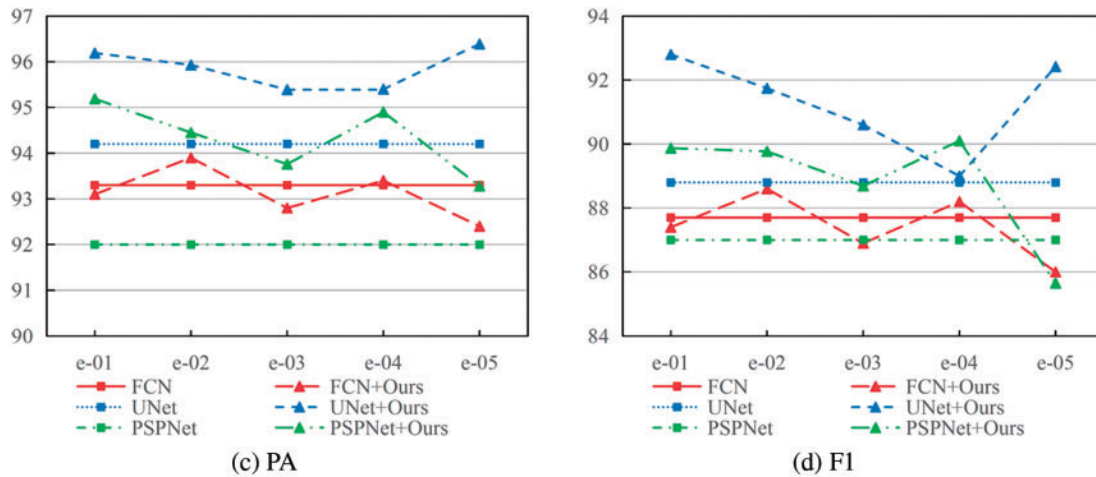 97
96
95
94
93
92
91
90
e-01 e-02 e-03 e-04 e-05
FCN FCN+Ours
UNet UNet+Ours
PSPNet PSPNet+Ours
(c) PA
94
92
90
88
86
84
e-01 e-02 e-03 e-04 e-05
FCN FCN+Ours
UNet UNet+Ours
PSPNet PSPNet+Ours
(d) F1